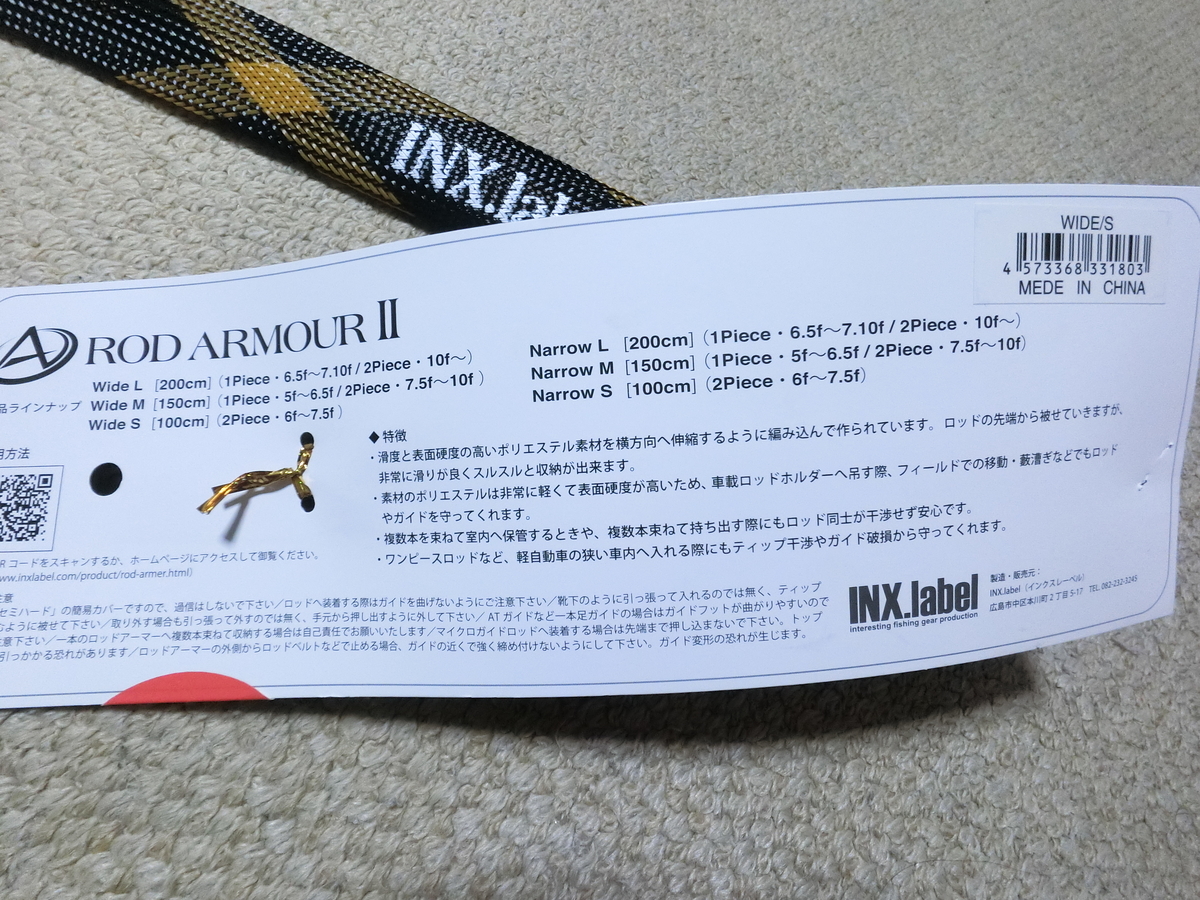 INX.label
WIDE/S
4 573368 331803
MEDE IN CHINA
ROD ARMOUR Ⅱ
品ラインナップ
Wide L [200cm]（1Piece・6.5f〜7.10f / 2Piece・10f〜）
Wide M [150cm]（1Piece・5f〜6.5f / 2Piece・7.5f〜10f ）
Wide S [100cm]（2Piece・6f〜7.5f ）
Narrow L [200cm]（1Piece・6.5f〜7.10f / 2Piece・10f〜）
Narrow M [150cm]（1Piece・5f〜6.5f / 2Piece・7.5f〜10f）
Narrow S [100cm]（2Piece・6f〜7.5f）
用方法
Rコードをスキャンするか、ホームページにアクセスして御覧ください。
ww.inxlabel.com/product/rod-armer.html）
◆特徴
・滑度と表面硬度の高いポリエステル素材を横方向へ伸縮するように編み込んで作られています。 ロッドの先端から被せていきますが、
非常に滑りが良くスルスルと収納が出来ます。
・素材のポリエステルは非常に軽くて表面硬度が高いため、車載ロッドホルダーへ吊す際、フィールドでの移動・藪漕ぎなどでもロッド
やガイドを守ってくれます。
・複数本を束ねて室内へ保管するときや、複数本束ねて持ち出す際にもロッド同士が干渉せず安心です。
・ワンピースロッドなど、軽自動車の狭い車内へ入れる際にもティップ干渉やガイド破損から守ってくれます。
注意
セミハード」の簡易カバーですので、過信はしないで下さい／ロッドへ装着する際はガイドを曲げないようにご注意下さい／靴下のように引っ張って入れるのでは無く、ティップ
むように被せて下さい／取り外す場合も引っ張って外すのでは無く、手元から押し出すように外して下さい／ATガイドなど一本足ガイドの場合はガイドフットが曲がりやすいので
注意下さい／一本のロッドアーマーへ複数本束ねて収納する場合は自己責任でお願いいたします／マイクロガイドロッドへ装着する場合は先端まで押し込まないで下さい。トップ
引っかかる恐れがあります／ロッドアーマーの外側からロッドベルトなどで止める場合、ガイドの近くで強く締め付けないようにして下さい。ガイド変形の恐れが生じます。
INX.label
interesting fishing gear production
製造・販売元：
INX.label（インクスレーベル）
広島市中区本川町2丁目5-17 TEL. 082-232-3245